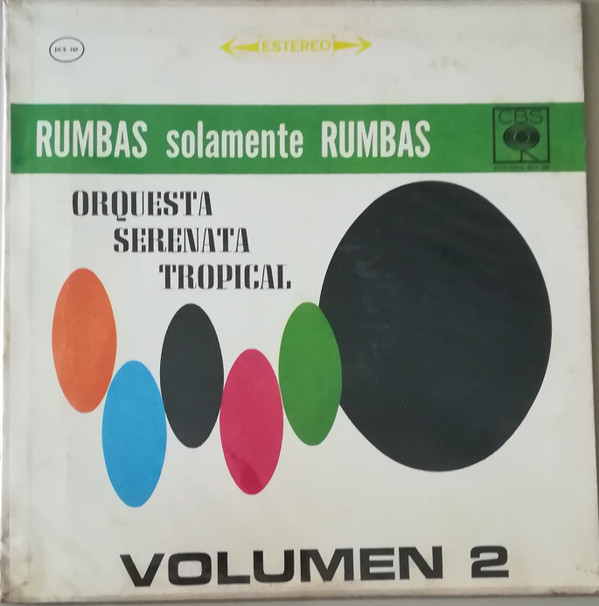 ESTEREO
RUMBAS solamente RUMBAS
CBS
ORQUESTA
SERENATA
TROPICAL
VOLUMEN 2